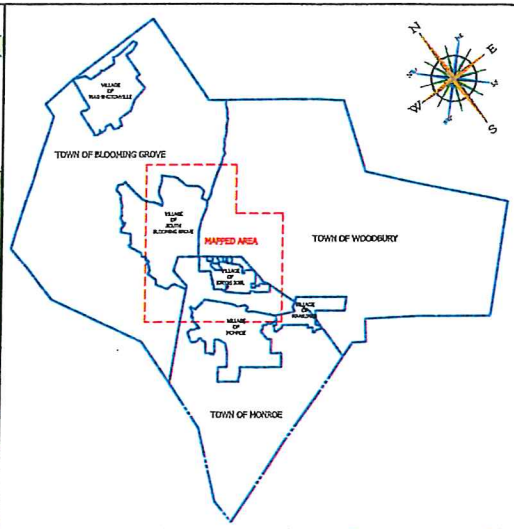 N
E
S
W
VILLAGE
OF
WASHINGTONVILLE
TOWN OF BLOOMING GROVE
VILLAGE
OF
SOUTH
BLOOMING GROVE
MAPPED AREA
TOWN OF WOODBURY
VILLAGE
OF
VILLAGE
OF
VILLAGE
OF
MONROE
TOWN OF MONROE